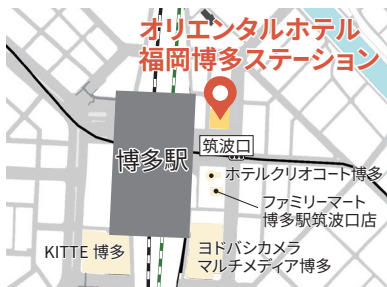 オリエンタルホテル
福岡博多ステーション
筑波口
博多駅
ホテルクリオコート博多
ファミリーマート
博多駅筑波口店
KITTE 博多
ヨドバシカメラ
マルチメディア博多